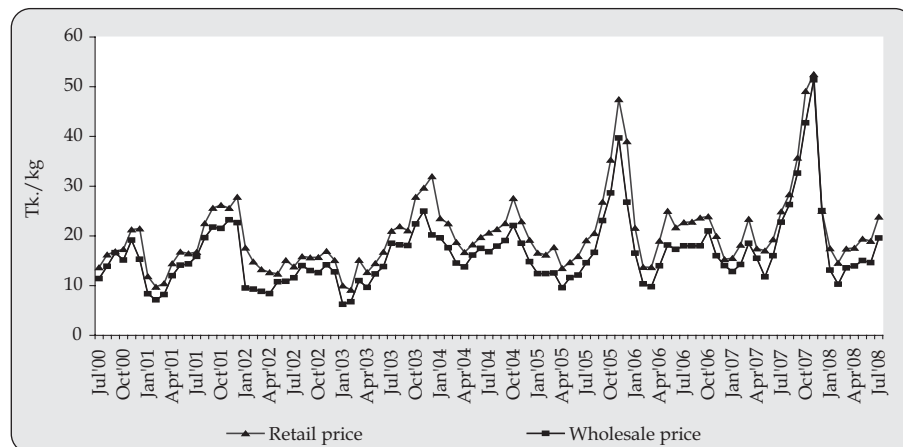 60
50
40
30
20
10
0
Tk./kg
Jul'00
Oct'00
Jan'01
Apr'01
Jul'01
Oct'01
Jan'02
Apr'02
Jul'02
Oct'02
Jan'03
Apr'03
Jul'03
Oct'03
Jan'04
Apr'04
Jul'04
Oct'04
Jan'05
Apr'05
Jul'05
Oct'05
Jan'06
Apr'06
Jul'06
Oct'06
Jan'07
Apr'07
Jul'07
Oct'07
Jan'08
Apr'08
Jul'08
Retail price Wholesale price